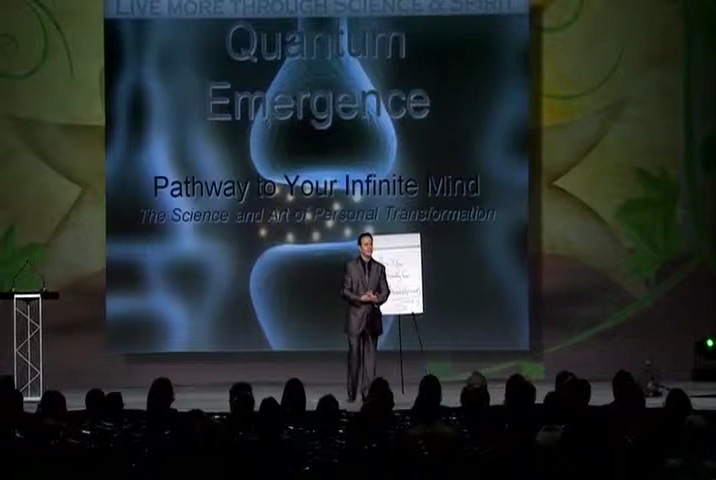 LIVE MORE THROUGH SCIENCE & SPIRIT
Quantum
Emergence
Pathway to Your Infinite Mind
The Science and Art of Personal Transformation